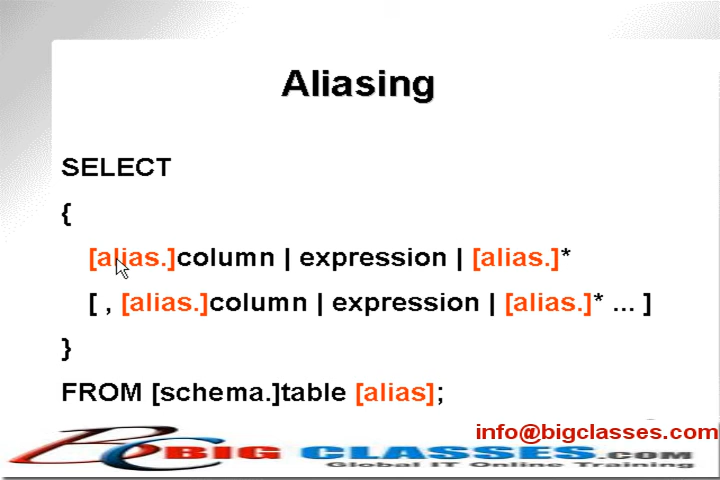 Aliasing
SELECT
{
[alias.]column | expression | [alias.]*
[ , [alias.]column | expression | [alias.]* ... ]
}
FROM [schema.]table [alias];
info@bigclasses.com
BIG CLASSES.COM
Global IT Online Training